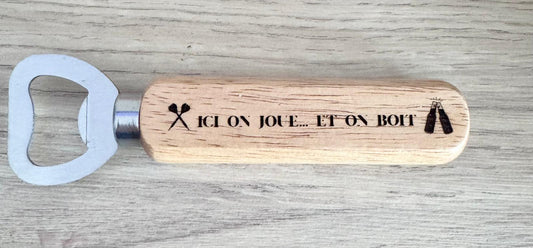 ICI ON JOUE... ET ON BOIT